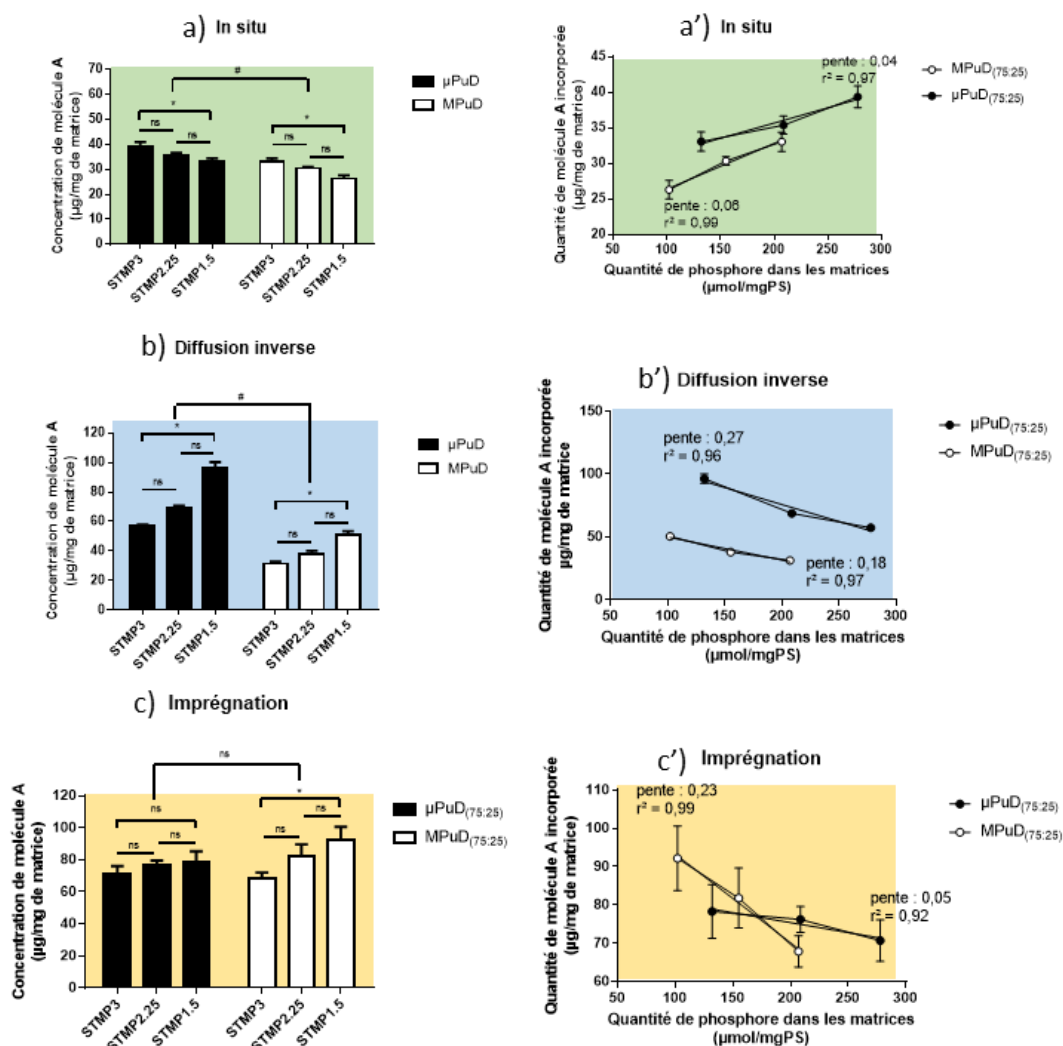 a) In situ
Concentration de molécule A
(µg/mg de matrice)
70
60
50
40
30
20
10
0
#
*
ns
ns
*
ns
ns
STMP3
STMP2.25
STMP1.5
STMP3
STMP2.25
STMP1.5
µPuD
MPuD
a') In situ
Quantité de molécule A incorporée
(µg/mg de matrice)
45
40
35
30
25
20
pente : 0,04
r² = 0,97
pente : 0,06
r² = 0,99
50
100
150
200
250
300
Quantité de phosphore dans les matrices
(µmol/mgPS)
MPuD(75:25)
µPuD(75:25)
b) Diffusion inverse
Concentration de molécule A
(µg/mg de matrice)
120
100
80
60
40
20
0
#
*
ns
ns
*
ns
ns
STMP3
STMP2.25
STMP1.5
STMP3
STMP2.25
STMP1.5
µPuD
MPuD
b') Diffusion inverse
Quantité de molécule A incorporée
µg/mg de matrice
150
100
50
0
pente : 0,27
r² = 0,96
pente : 0,18
r² = 0,97
50
100
150
200
250
300
Quantité de phosphore dans les matrices
(µmol/mgPS)
µPuD(75:25)
MPuD(75:25)
c) Imprégnation
Concentration de molécule A
(µg/mg de matrice)
120
100
80
60
40
20
0
ns
ns
ns
ns
*
ns
ns
STMP3
STMP2.25
STMP1.5
STMP3
STMP2.25
STMP1.5
µPuD(75:25)
MPuD(75:25)
c') Imprégnation
Quantité de molécule A incorporée
(µg/mg de matrice)
110
100
90
80
70
60
pente : 0,23
r² = 0,99
pente : 0,05
r² = 0,92
50
100
150
200
250
300
Quantité de phosphore dans les matrices
(µmol/mgPS)
µPuD(75:25)
MPuD(75:25)